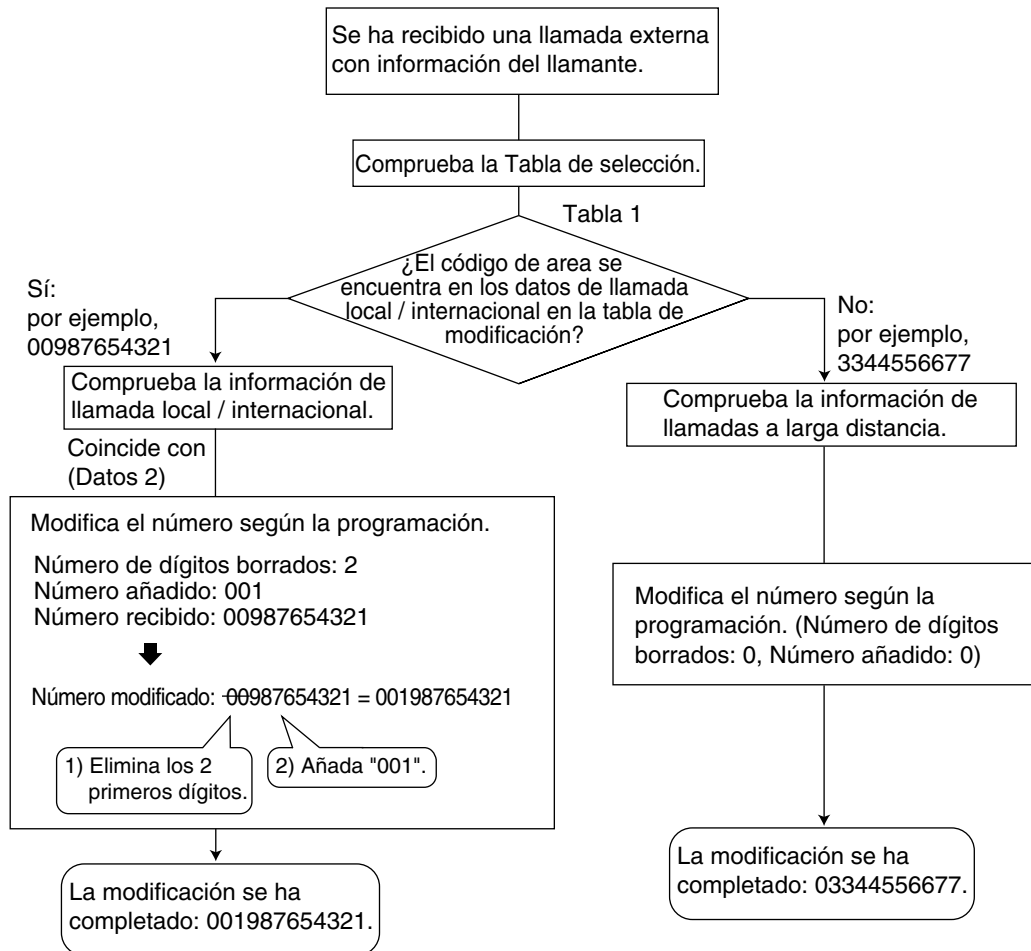 Se ha recibido una llamada externa
con información del llamante.
Comprueba la Tabla de selección.
Tabla 1
¿El código de area se
encuentra en los datos de llamada
local / internacional en la tabla de
modificación?
Sí:
por ejemplo,
00987654321
Comprueba la información de
llamada local / internacional.
Coincide con
(Datos 2)
Modifica el número según la programación.
Número de dígitos borrados: 2
Número añadido: 001
Número recibido: 00987654321
Número modificado: 00987654321 = 001987654321
1) Elimina los 2
primeros dígitos.
2) Añada "001".
La modificación se ha
completado: 001987654321.
No:
por ejemplo,
3344556677
Comprueba la información de
llamadas a larga distancia.
Modifica el número según la
programación. (Número de dígitos
borrados: 0, Número añadido: 0)
La modificación se ha
completado: 03344556677.